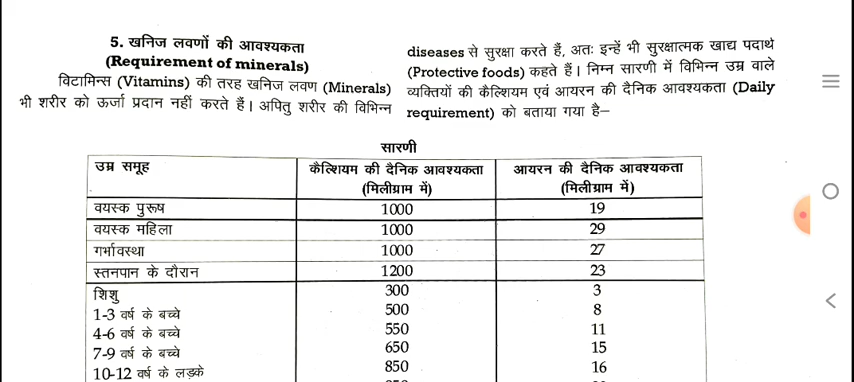 5. खनिज लवणों की आवश्यकता
(Requirement of minerals)
विटामिन्स (Vitamins) की तरह खनिज लवण (Minerals)
भी शरीर को ऊर्जा प्रदान नहीं करते हैं। अपितु शरीर की विभिन्न
diseases से सुरक्षा करते हैं, अतः इन्हें भी सुरक्षात्मक खाद्य पदार्थ
(Protective foods) कहते हैं। निम्न सारणी में विभिन्न उम्र वाले
व्यक्तियों की कैल्शियम एवं आयरन की दैनिक आवश्यकता (Daily
requirement) को बताया गया है–
सारणी
उम्र समूह कैल्शियम की दैनिक आवश्यकता (मिलीग्राम में) आयरन की दैनिक आवश्यकता (मिलीग्राम में)
वयस्क पुरूष 1000 19
वयस्क महिला 1000 29
गर्भावस्था 1000 27
स्तनपान के दौरान 1200 23
शिशु 300 3
1-3 वर्ष के बच्चे 500 8
4-6 वर्ष के बच्चे 550 11
7-9 वर्ष के बच्चे 650 15
10-12 वर्ष के लड़के 850 16